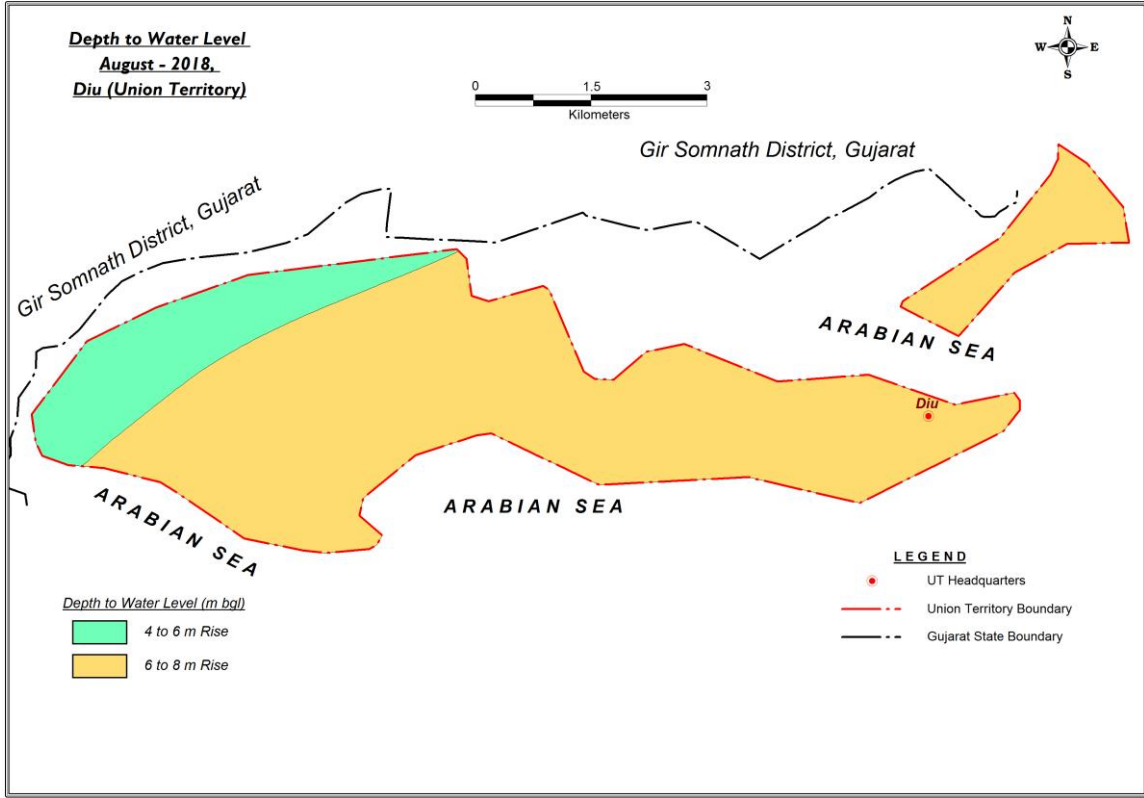 Depth to Water Level
August - 2018,
Diu (Union Territory)
N
W E
S
0 1.5 3
Kilometers
Gir Somnath District, Gujarat
Gir Somnath District, Gujarat
ARABIAN SEA
Diu
ARABIAN SEA
ARABIAN SEA
LEGEND
UT Headquarters
Union Territory Boundary
Gujarat State Boundary
Depth to Water Level (m bgl)
4 to 6 m Rise
6 to 8 m Rise